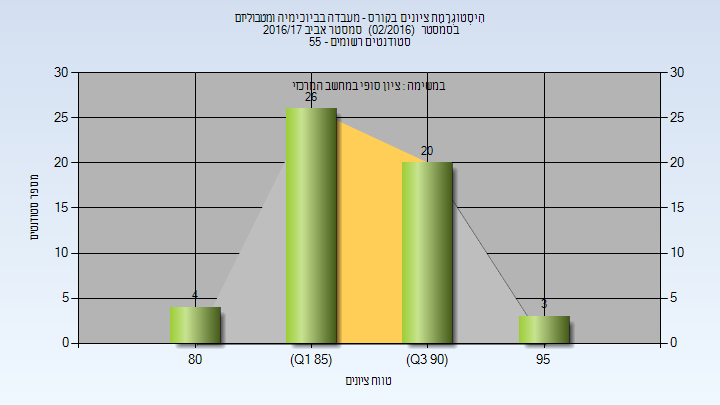 הִיסְטוֹגְרָמַת ציונים בקורס - מעבדה בביוכימיה ומטבוליזם
בסמסטר (02/2016) סמסטר אביב 2016/17
סטודנטים רשומים - 55
במשימה : ציון סופי במחשב המרכזי
30 30
26
25 25
20
20 20
15 15
10 10
5 5
4 3
0 0
80 (Q1 85) (Q3 90) 95
מספר סטודנטים
טווח ציונים